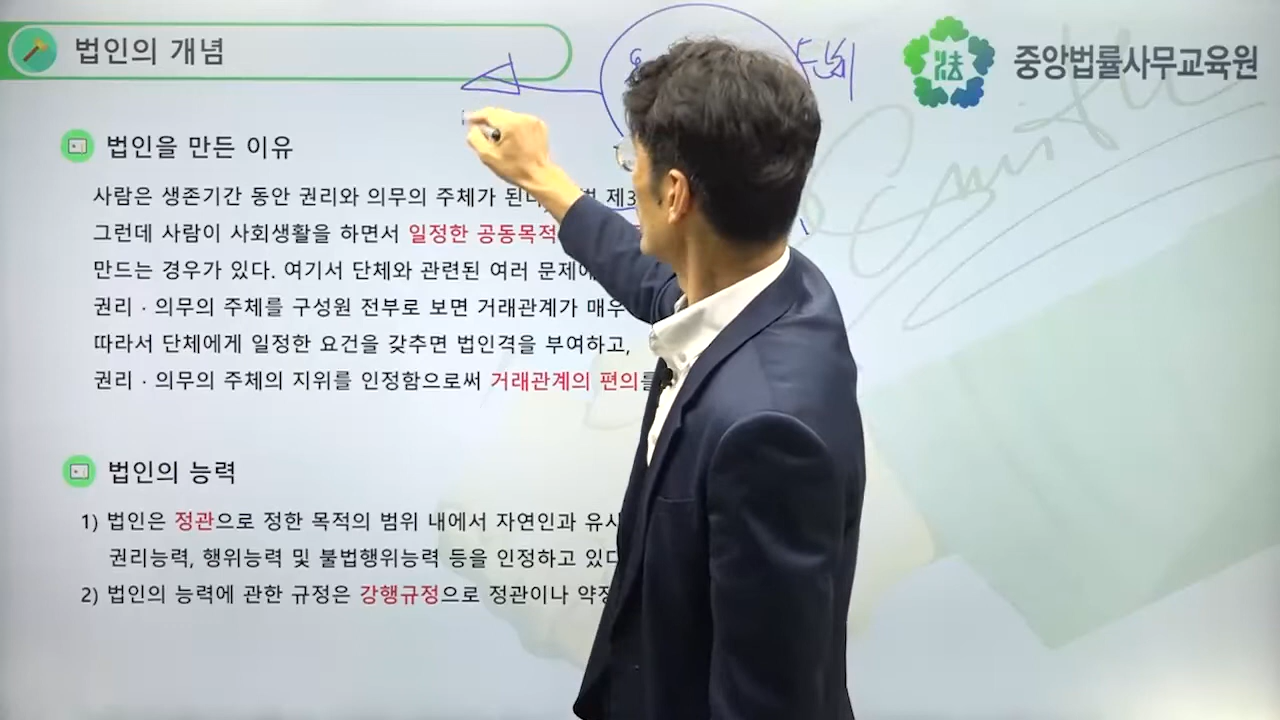 법인의 개념
중앙법률사무교육원
법인을 만든 이유
사람은 생존기간 동안 권리와 의무의 주체가 된다 제3
그런데 사람이 사회생활을 하면서 일정한 공동목적
만드는 경우가 있다. 여기서 단체와 관련된 여러 문제에
권리 · 의무의 주체를 구성원 전부로 보면 거래관계가 매우
따라서 단체에게 일정한 요건을 갖추면 법인격을 부여하고,
권리 · 의무의 주체의 지위를 인정함으로써 거래관계의 편의를
법인의 능력
1) 법인은 정관으로 정한 목적의 범위 내에서 자연인과 유사
권리능력, 행위능력 및 불법행위능력 등을 인정하고 있다
2) 법인의 능력에 관한 규정은 강행규정으로 정관이나 약정